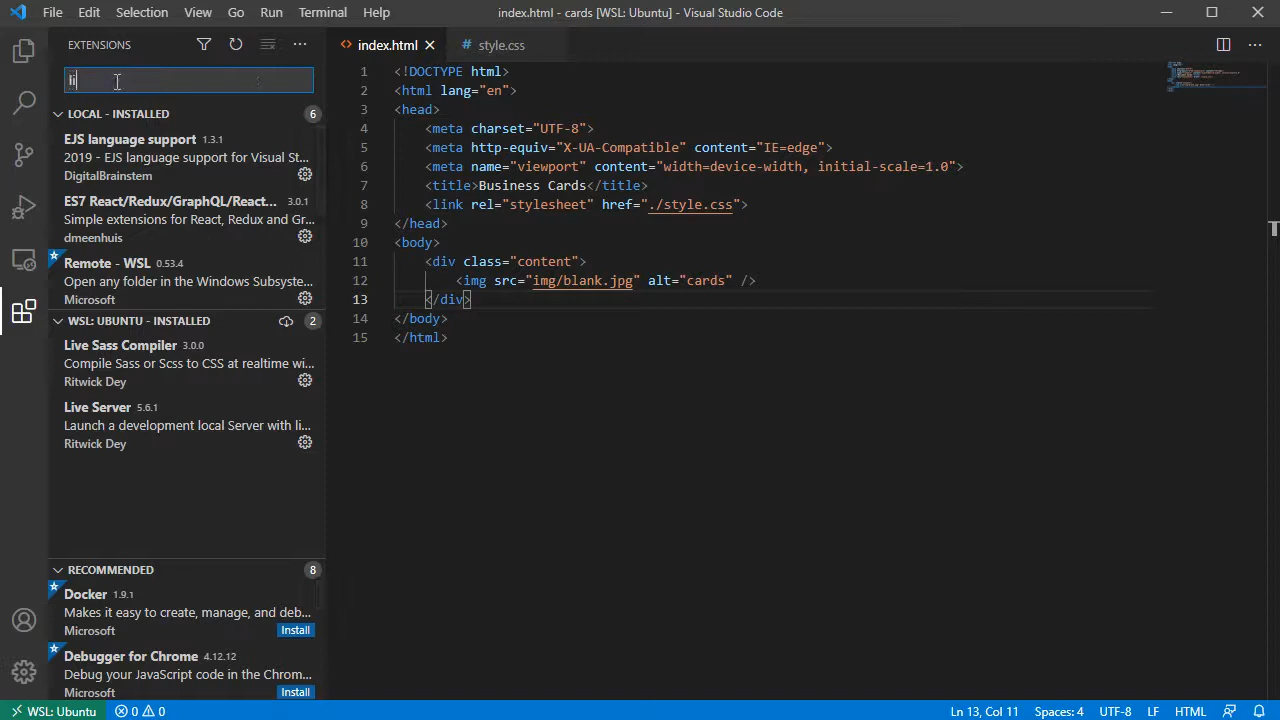 File Edit Selection View Go Run Terminal Help
index.html - cards [WSL: Ubuntu] - Visual Studio Code
EXTENSIONS
li
LOCAL - INSTALLED 6
EJS language support 1.3.1
2019 - EJS language support for Visual St...
DigitalBrainstem
ES7 React/Redux/GraphQL/React... 3.0.1
Simple extensions for React, Redux and Gr...
dmeenhuis
Remote - WSL 0.53.4
Open any folder in the Windows Subsyste...
Microsoft
WSL: UBUNTU - INSTALLED 2
Live Sass Compiler 3.0.0
Compile Sass or Scss to CSS at realtime wi...
Ritwick Dey
Live Server 5.6.1
Launch a development local Server with li...
Ritwick Dey
RECOMMENDED 8
Docker 1.9.1
Makes it easy to create, manage, and deb...
Microsoft Install
Debugger for Chrome 4.12.12
Debug your JavaScript code in the Chrom...
Microsoft Install
<> index.html # style.css
1 <!DOCTYPE html>
2 <html lang="en">
3 <head>
4 <meta charset="UTF-8">
5 <meta http-equiv="X-UA-Compatible" content="IE=edge">
6 <meta name="viewport" content="width=device-width, initial-scale=1.0">
7 <title>Business Cards</title>
8 <link rel="stylesheet" href="./style.css">
9 </head>
10 <body>
11 <div class="content">
12 <img src="img/blank.jpg" alt="cards" />
13 </div>
14 </body>
15 </html>
WSL: Ubuntu 0 0 Ln 13, Col 11 Spaces: 4 UTF-8 LF HTML